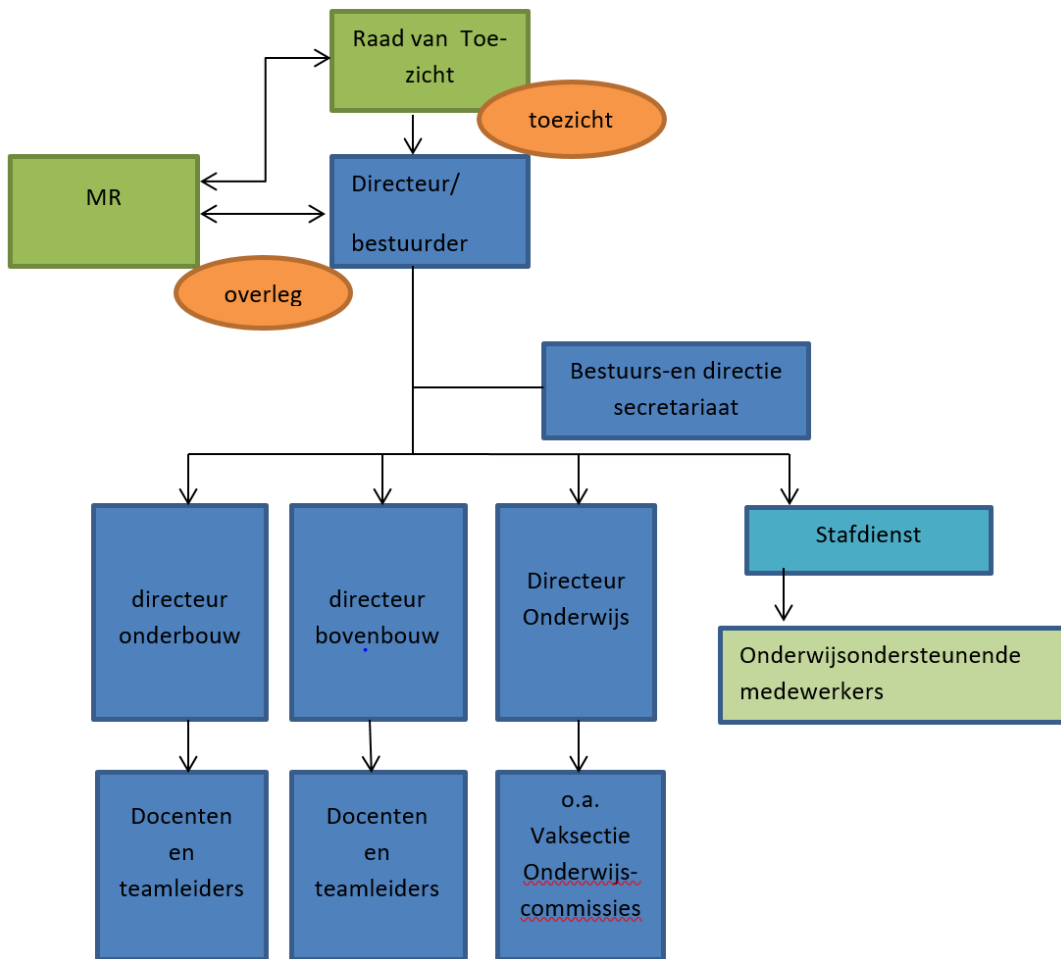 Raad van Toe-
zicht
toezicht
MR
Directeur/
bestuurder
overleg
Bestuurs-en directie
secretariaat
directeur
onderbouw
directeur
bovenbouw
Directeur
Onderwijs
Stafdienst
Onderwijsondersteunende
medewerkers
Docenten
en
teamleiders
Docenten
en
teamleiders
o.a.
Vaksectie
Onderwijs-
commissies